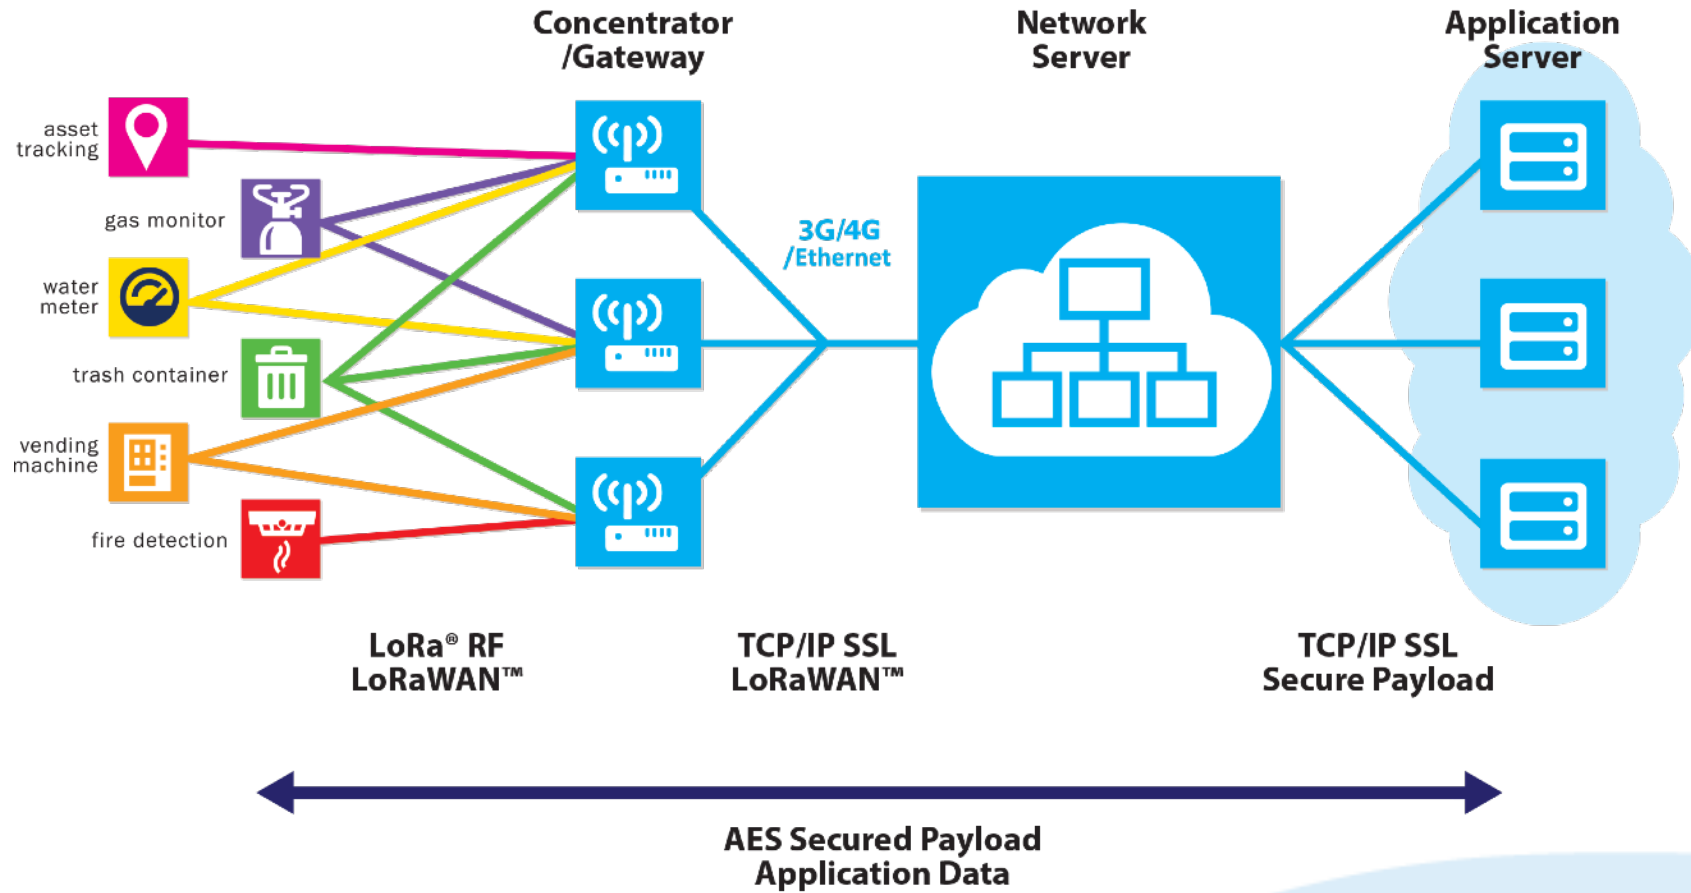 Concentrator
/Gateway
Network
Server
Application
Server
asset
tracking
gas monitor
water
meter
trash container
vending
machine
fire detection
3G/4G
/Ethernet
LoRa® RF
LoRaWAN™
TCP/IP SSL
LoRaWAN™
TCP/IP SSL
Secure Payload
AES Secured Payload
Application Data